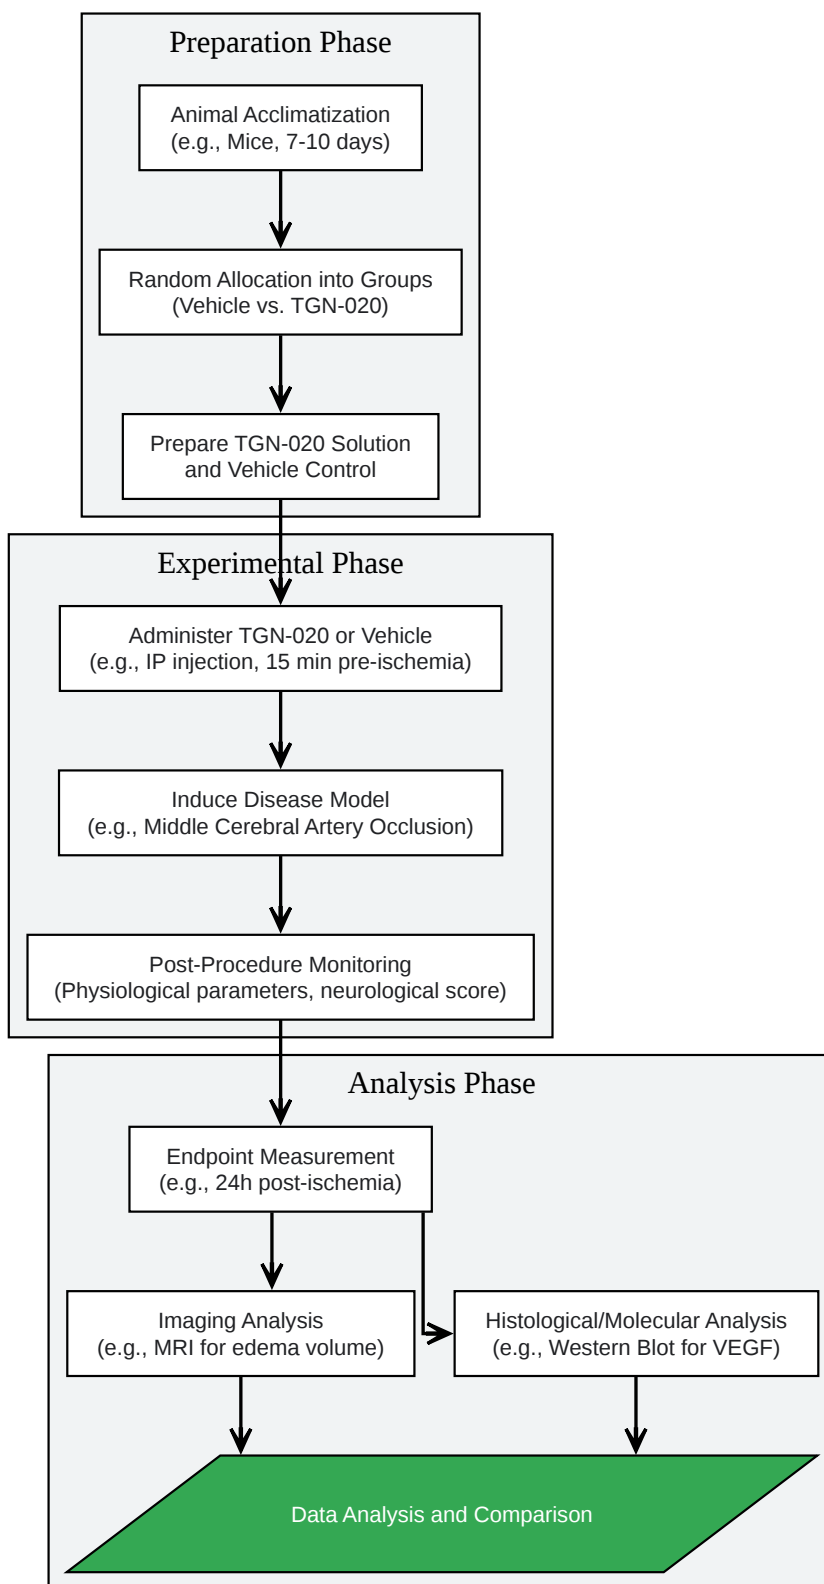 Preparation Phase
Animal Acclimatization
(e.g., Mice, 7-10 days)
Random Allocation into Groups
(Vehicle vs. TGN-020)
Prepare TGN-020 Solution
and Vehicle Control
Experimental Phase
Administer TGN-020 or Vehicle
(e.g., IP injection, 15 min pre-ischemia)
Induce Disease Model
(e.g., Middle Cerebral Artery Occlusion)
Post-Procedure Monitoring
(Physiological parameters, neurological score)
Analysis Phase
Endpoint Measurement
(e.g., 24h post-ischemia)
Imaging Analysis
(e.g., MRI for edema volume)
Histological/Molecular Analysis
(e.g., Western Blot for VEGF)
Data Analysis and Comparison